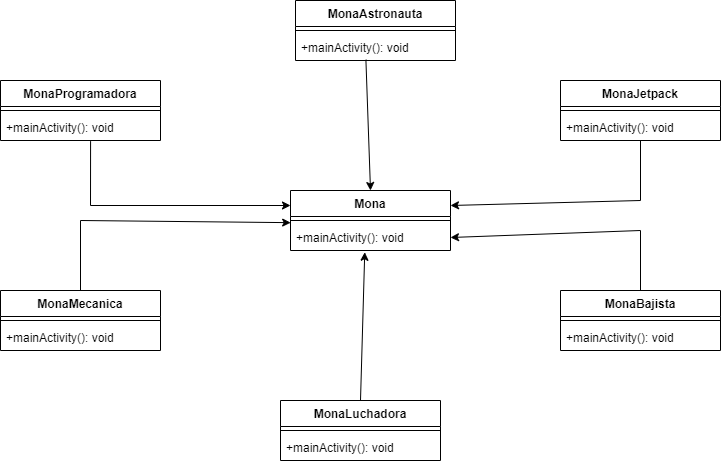 MonaAstronauta
+mainActivity(): void
MonaProgramadora
+mainActivity(): void
MonaJetpack
+mainActivity(): void
Mona
+mainActivity(): void
MonaMecanica
+mainActivity(): void
MonaBajista
+mainActivity(): void
MonaLuchadora
+mainActivity(): void